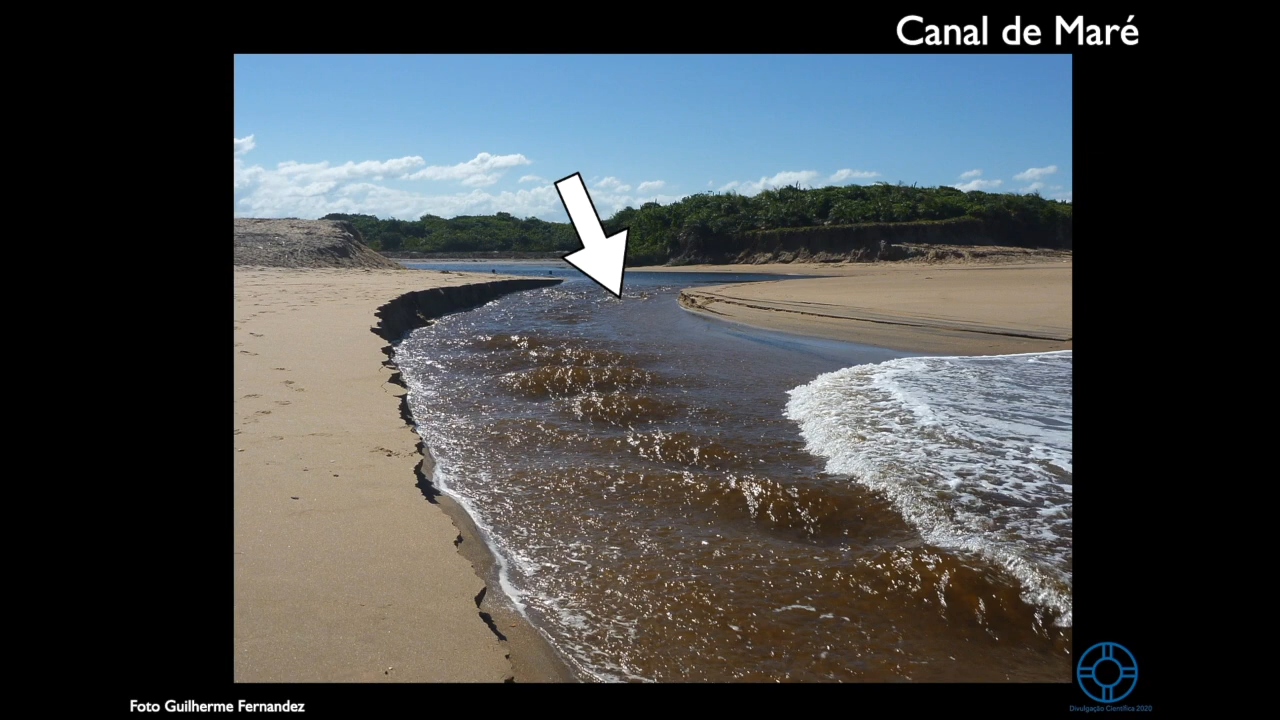 Canal de Maré
Foto Guilherme Fernandez
Divulgação Científica 2020